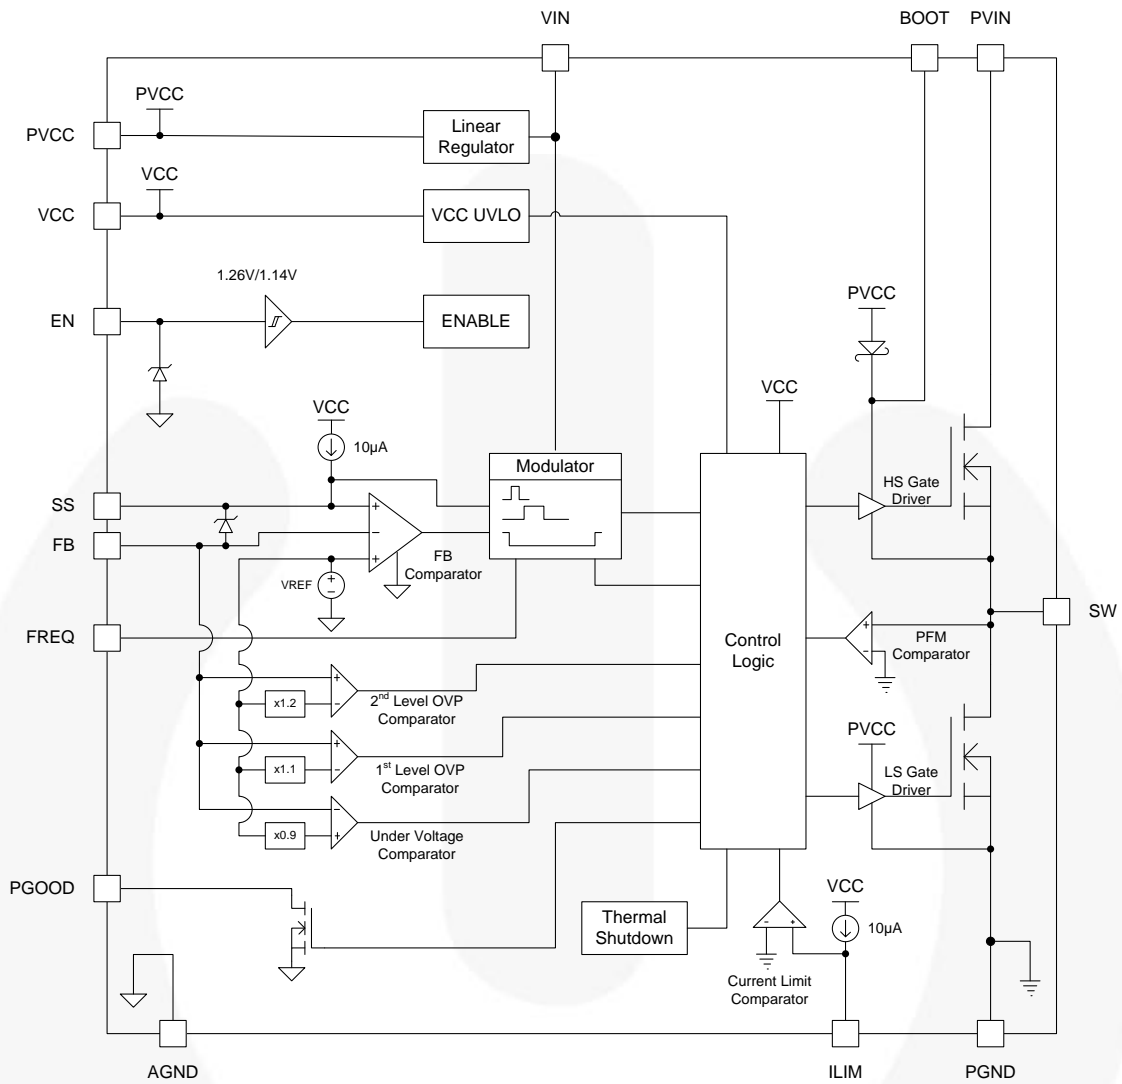 VIN
BOOT
PVIN
PVCC
PVCC
Linear
Regulator
VCC
VCC
VCC UVLO
1.26V/1.14V
EN
ENABLE
PVCC
VCC
10µA
VCC
Modulator
SS
FB
HS Gate
Driver
FB
Comparator
VREF
FREQ
SW
Control
Logic
PFM
Comparator
x1.2
2nd Level OVP
Comparator
x1.1
1st Level OVP
Comparator
PVCC
LS Gate
Driver
x0.9
Under Voltage
Comparator
PGOOD
VCC
10µA
Thermal
Shutdown
Current Limit
Comparator
AGND
ILIM
PGND